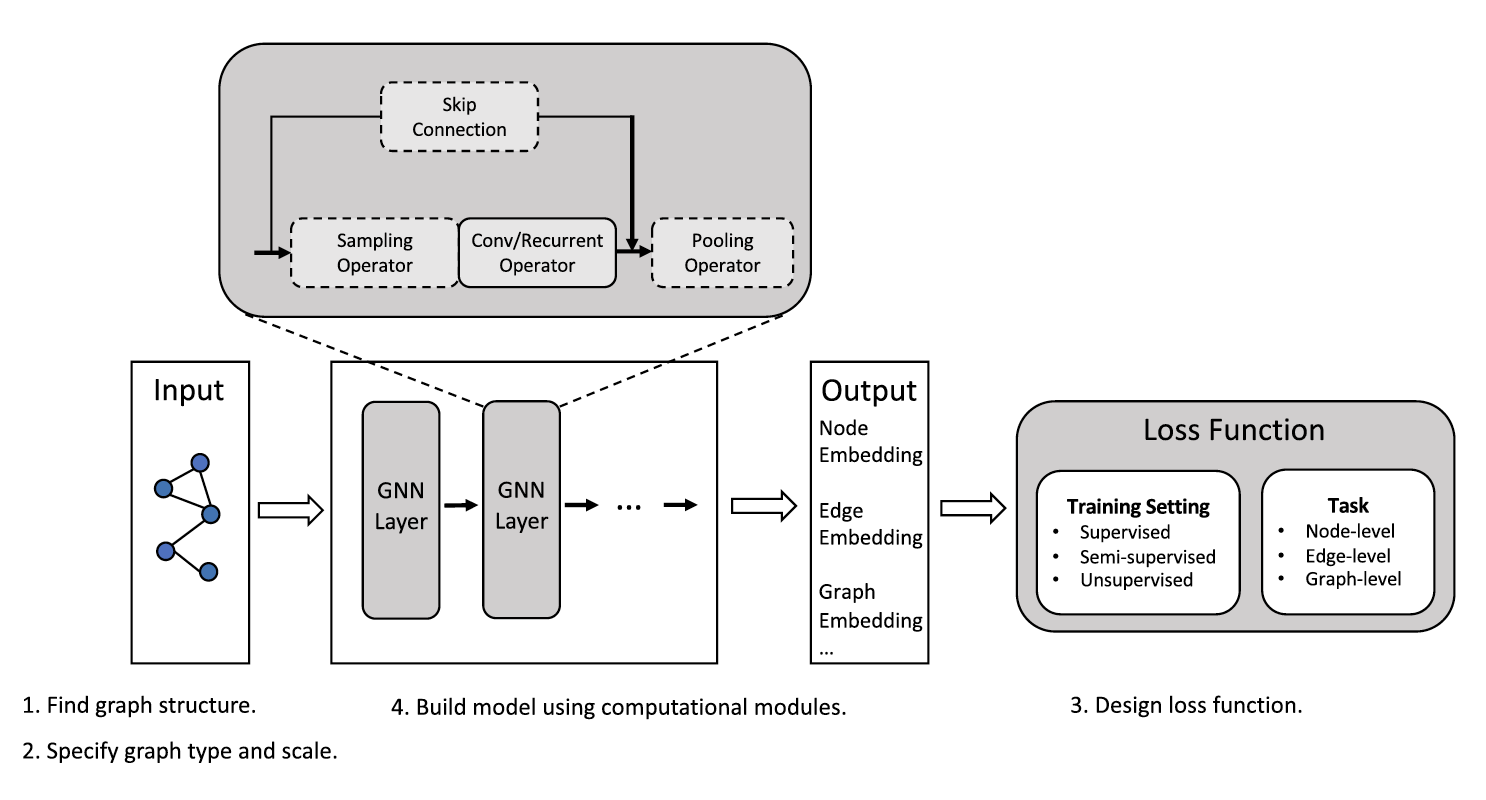 Skip
Connection
Sampling
Operator
Conv/Recurrent
Operator
Pooling
Operator
Input
GNN
Layer
GNN
Layer
...
Output
Node
Embedding
Edge
Embedding
Graph
Embedding
...
Loss Function
Training Setting
• Supervised
• Semi-supervised
• Unsupervised
Task
• Node-level
• Edge-level
• Graph-level
1. Find graph structure.
2. Specify graph type and scale.
4. Build model using computational modules.
3. Design loss function.